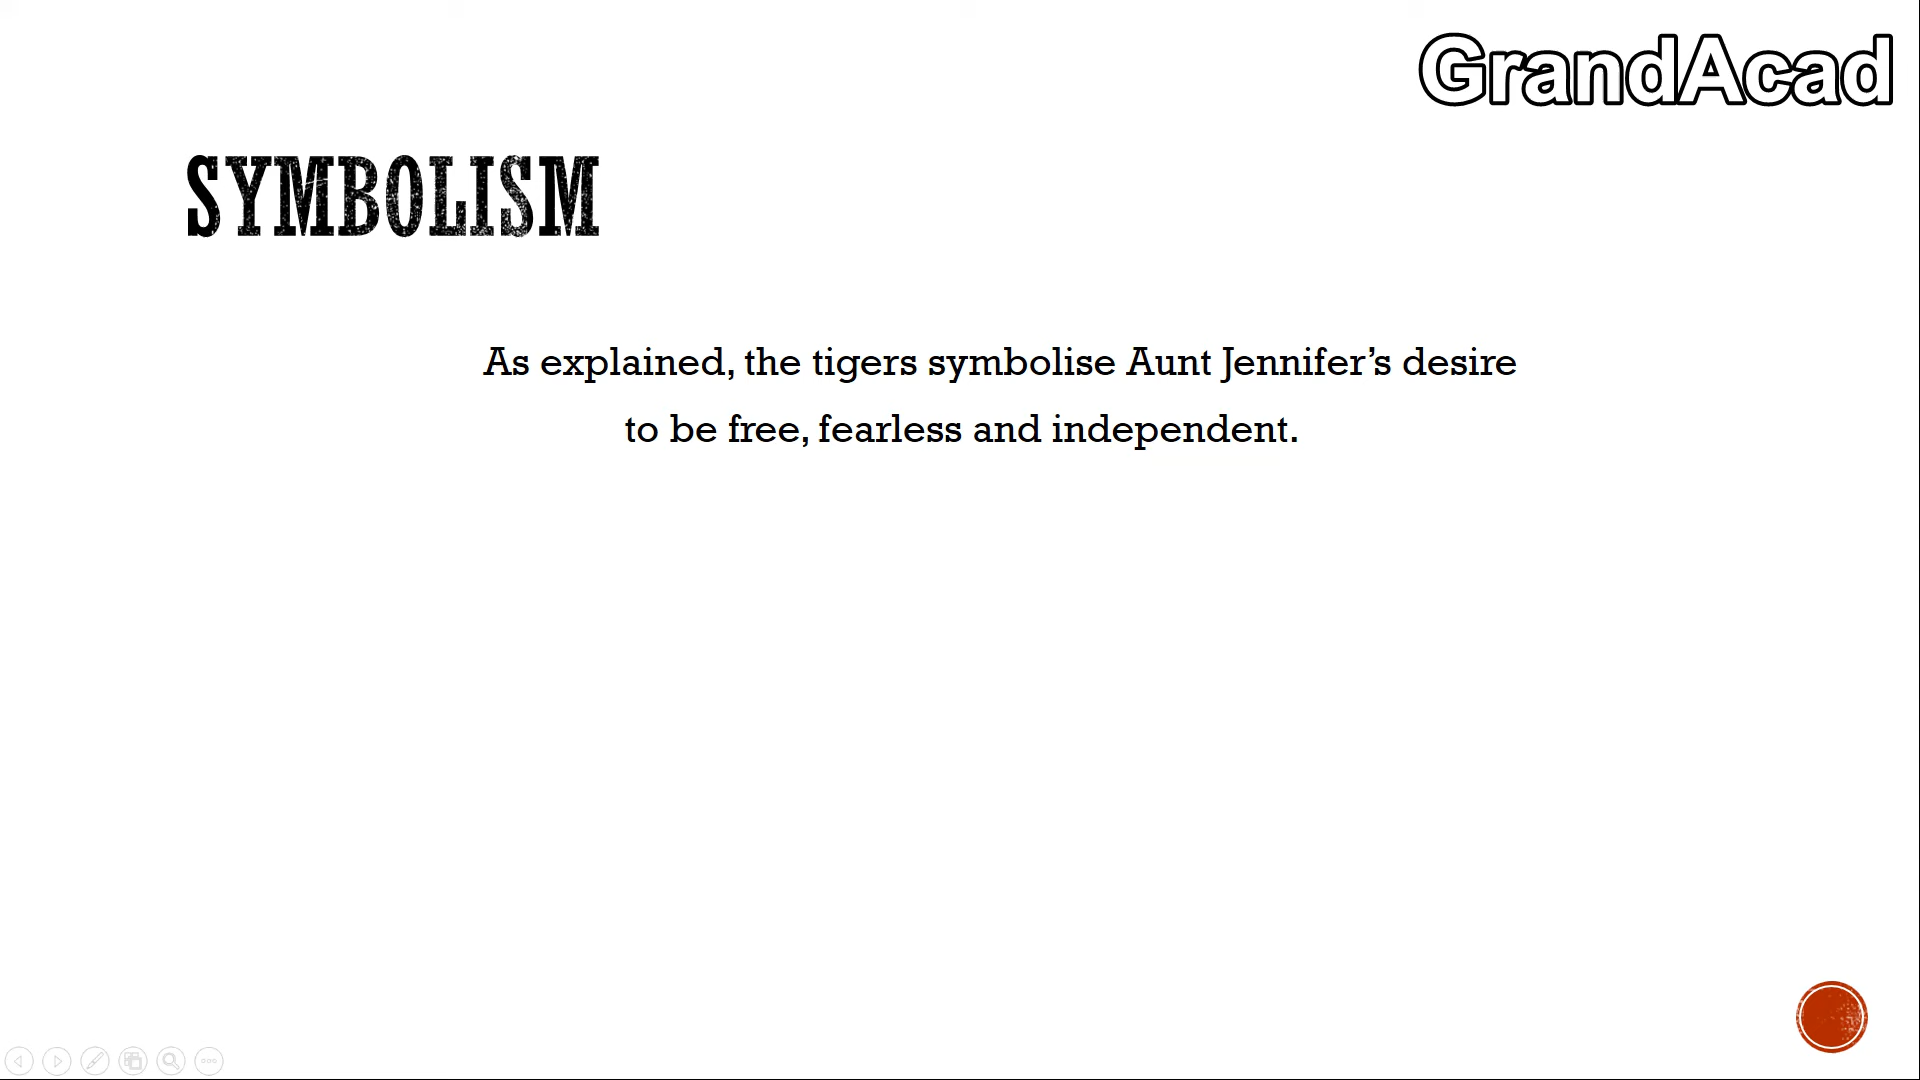 GrandAcad
SYMBOLISM
As explained, the tigers symbolise Aunt Jennifer’s desire
to be free, fearless and independent.